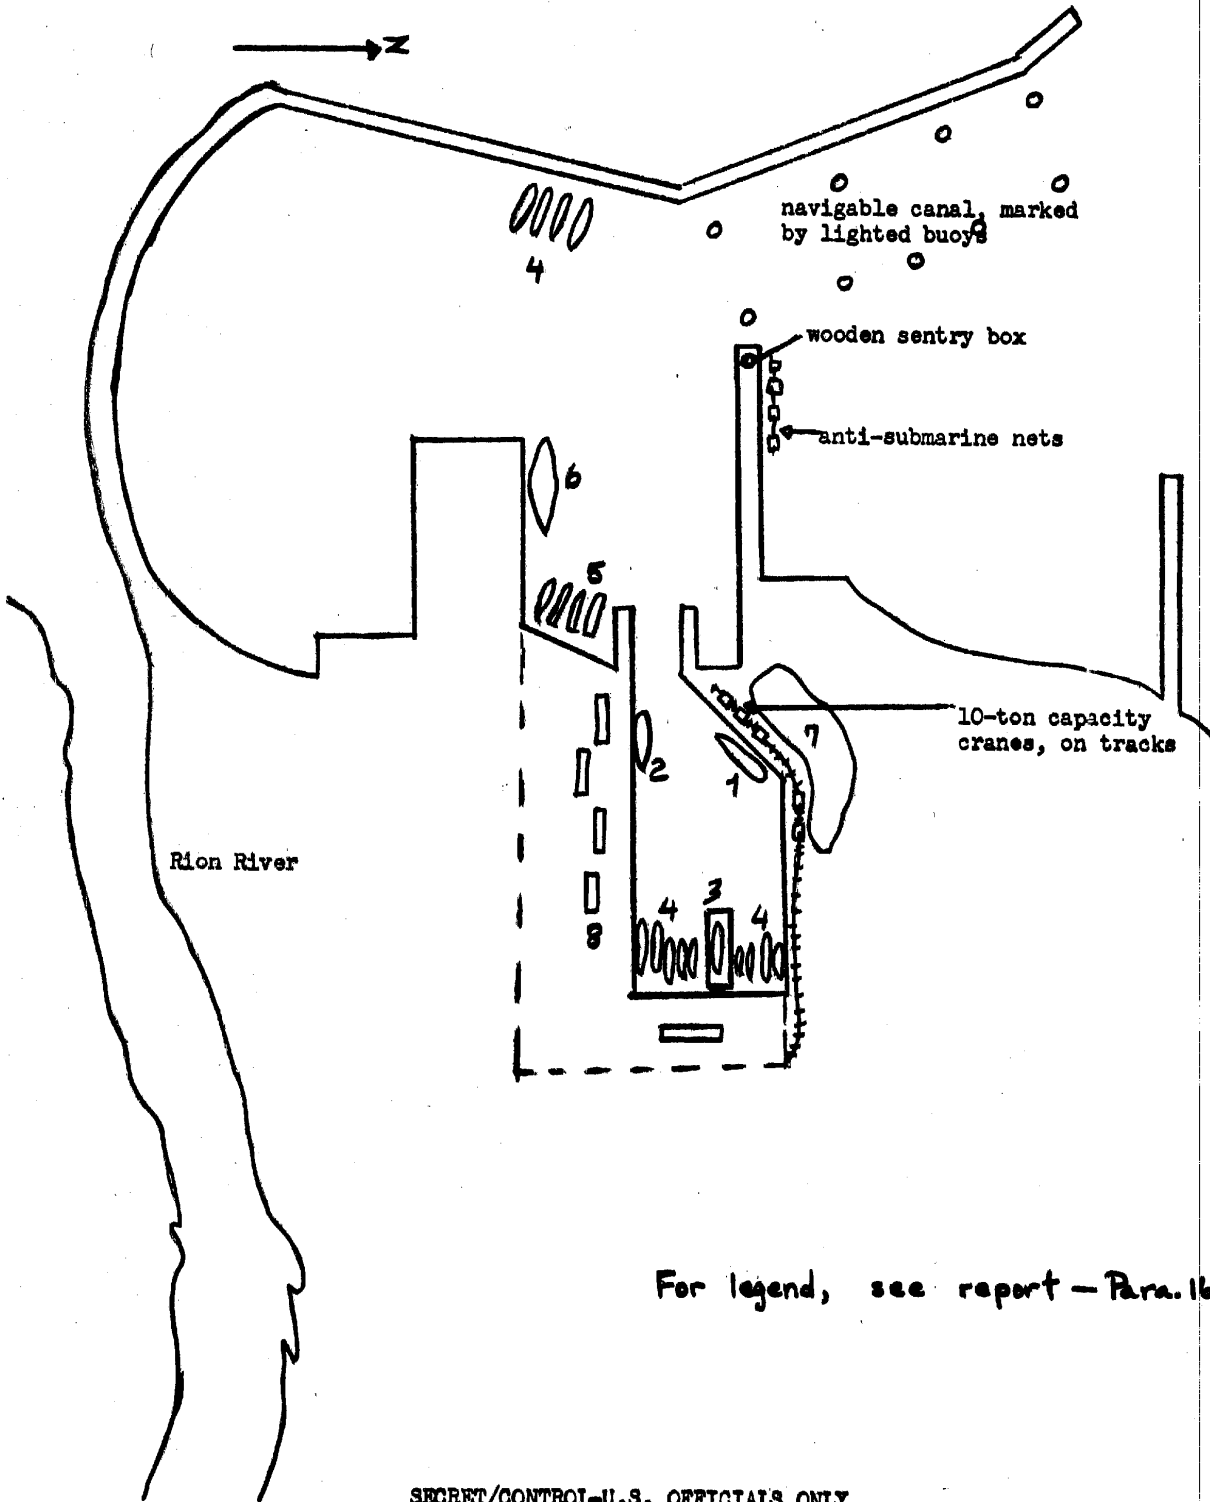 N
navigable canal, marked
by lighted buoys
4
wooden sentry box
anti-submarine nets
6
5
10-ton capacity
cranes, on tracks
7
2
1
Rion River
3
4
4
8
For legend, see report — Para. 16
SECRET/CONTROL-U.S. OFFICIALS ONLY